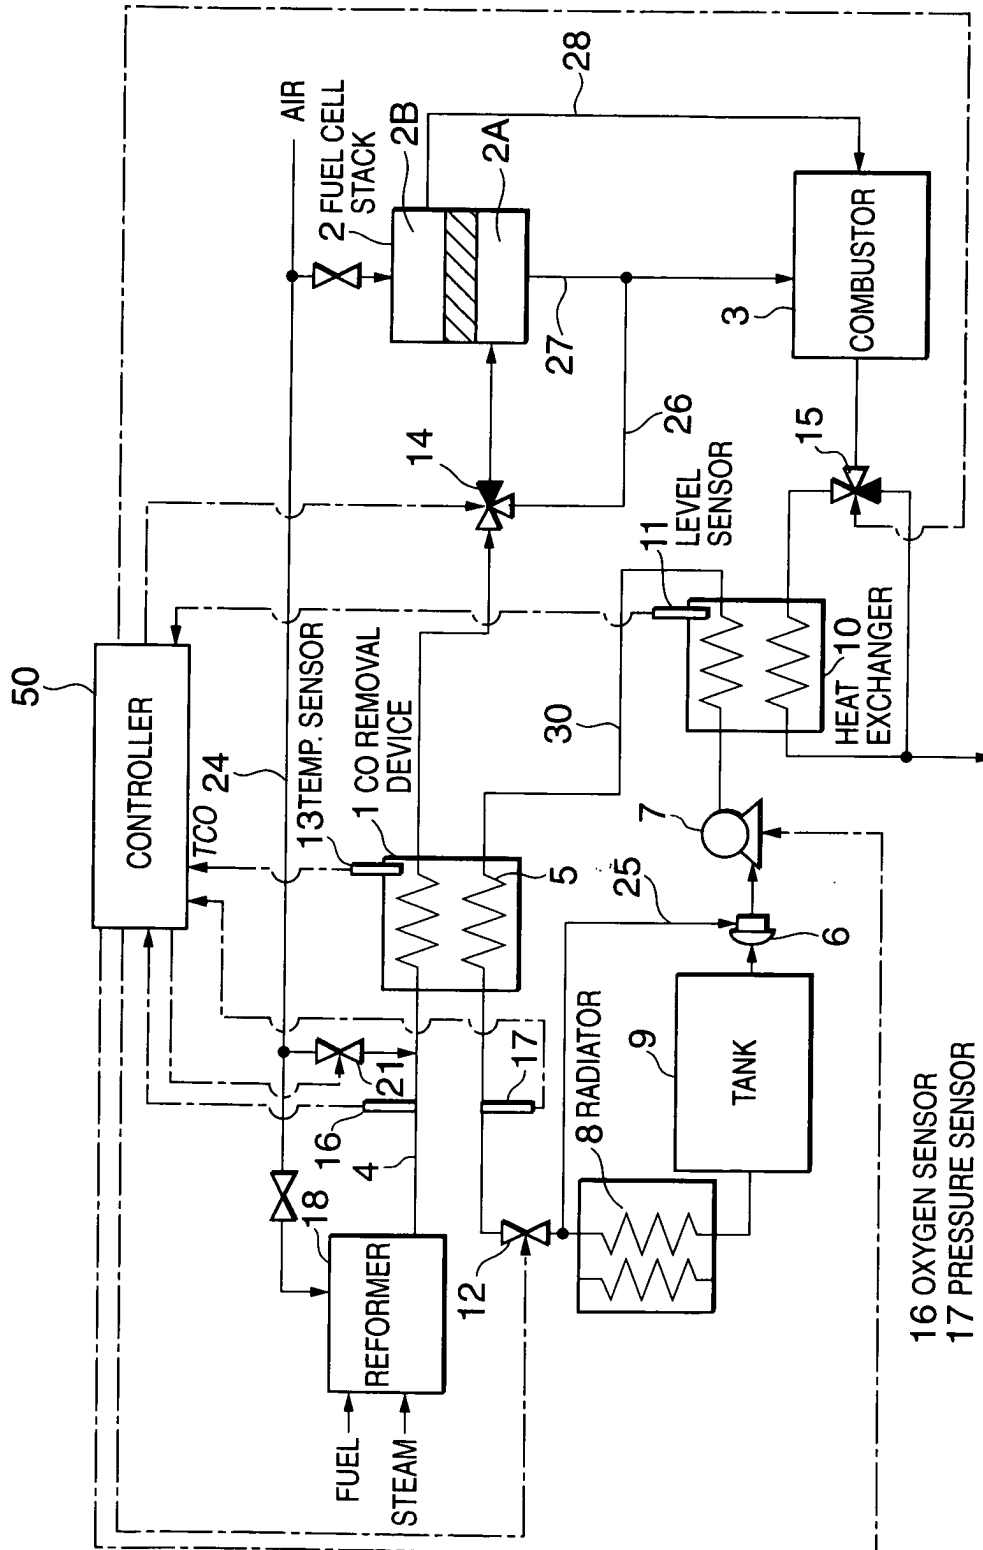 50
CONTROLLER
TCO
24
AIR
2 FUEL CELL
STACK
2B
2A
28
14
27
26
3
COMBUSTOR
15
13 TEMP. SENSOR
1 CO REMOVAL
DEVICE
5
30
11 LEVEL
SENSOR
10
HEAT
EXCHANGER
7
25
6
21
16
4
17
18
REFORMER
FUEL
STEAM
12
8 RADIATOR
9
TANK
16 OXYGEN SENSOR
17 PRESSURE SENSOR